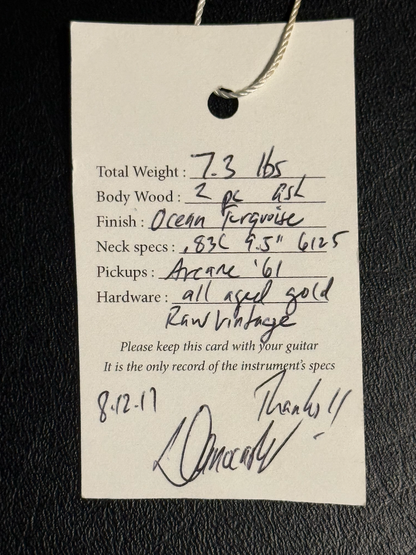 Total Weight : 7.3 lbs
Body Wood : 2 pc ash
Finish : Ocean Turquoise
Neck specs : .83C 9.5" 6125
Pickups : Arcane '61
Hardware : all aged gold
Raw Vintage
Please keep this card with your guitar
It is the only record of the instrument's specs
8.12.17 Thanks!!